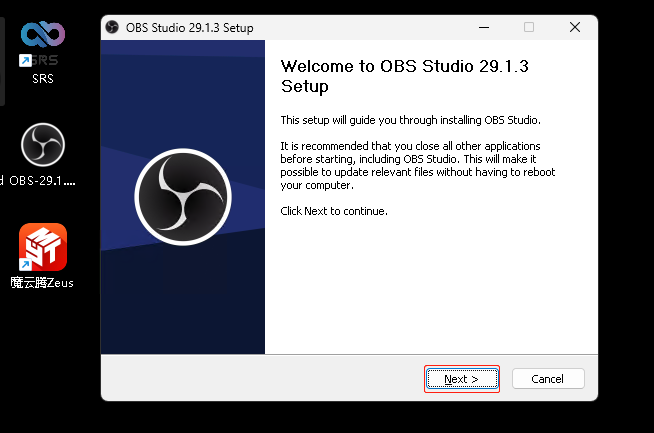 SRS
SRS
d OBS-29.1....
魔云腾Zeus
OBS Studio 29.1.3 Setup
Welcome to OBS Studio 29.1.3
Setup
This setup will guide you through installing OBS Studio.
It is recommended that you close all other applications
before starting, including OBS Studio. This will make it
possible to update relevant files without having to reboot
your computer.
Click Next to continue.
Next >
Cancel